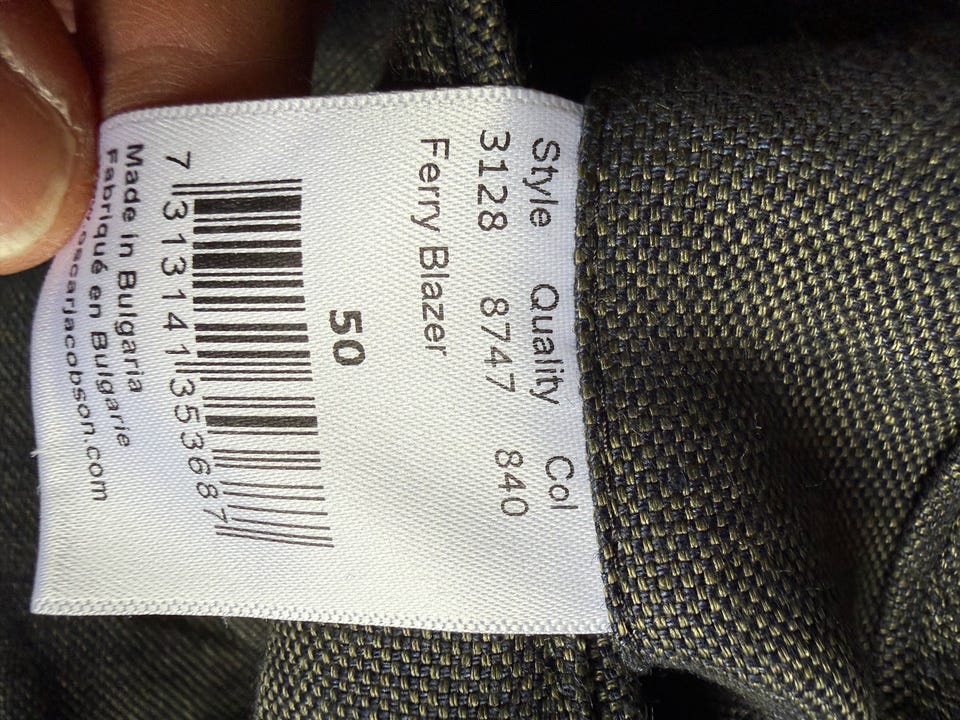 Style Quality Col
3128 8747 840
Ferry Blazer
50
7 313141 353687
Made in Bulgaria
Fabriqué en Bulgarie
oscarjacobson.com